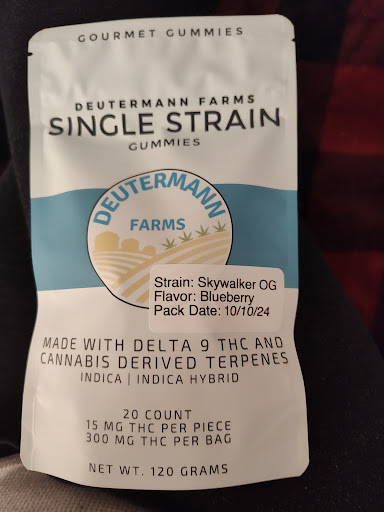 GOURMET GUMMIES
DEUTERMANN FARMS
SINGLE STRAIN
GUMMIES
DEUTERMANN
FARMS
Strain: Skywalker OG
Flavor: Blueberry
Pack Date: 10/10/24
MADE WITH DELTA 9 THC AND
CANNABIS DERIVED TERPENES
INDICA | INDICA HYBRID
20 COUNT
15 MG THC PER PIECE
300 MG THC PER BAG
NET WT. 120 GRAMS